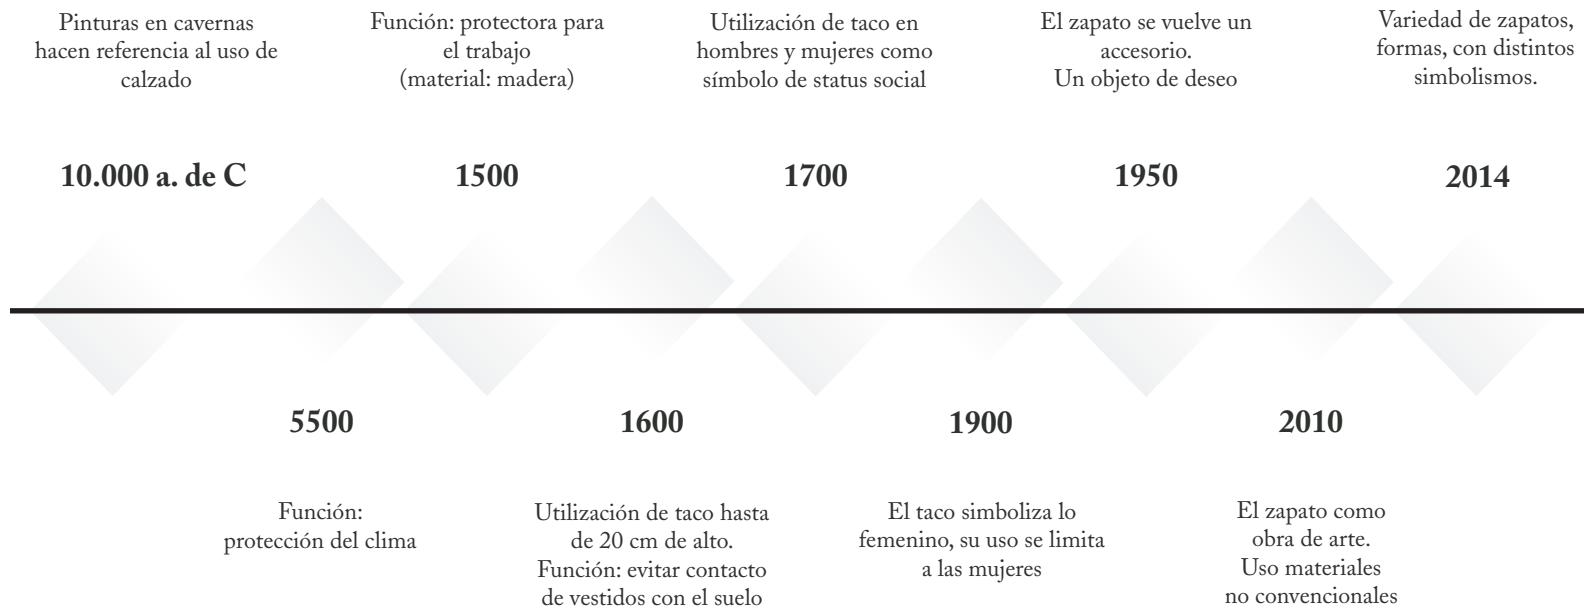 Pinturas en cavernas
hacen referencia al uso de
calzado
10.000 a. de C
5500
Función:
protección del clima
Función: protectora para
el trabajo
(material: madera)
1500
1600
Utilización de taco hasta
de 20 cm de alto.
Función: evitar contacto
de vestidos con el suelo
Utilización de taco en
hombres y mujeres como
símbolo de status social
1700
1900
El taco simboliza lo
femenino, su uso se limita
a las mujeres
El zapato se vuelve un
accesorio.
Un objeto de deseo
1950
2010
El zapato como
obra de arte.
Uso materiales
no convencionales
Variedad de zapatos,
formas, con distintos
simbolismos.
2014